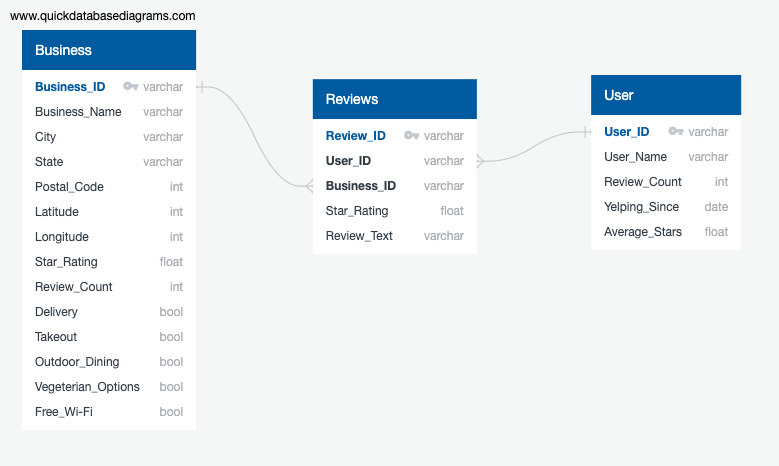 www.quickdatabasediagrams.com
Business
Business_ID varchar
Business_Name varchar
City varchar
State varchar
Postal_Code int
Latitude int
Longitude int
Star_Rating float
Review_Count int
Delivery bool
Takeout bool
Outdoor_Dining bool
Vegeterian_Options bool
Free_Wi-Fi bool
Reviews
Review_ID varchar
User_ID varchar
Business_ID varchar
Star_Rating float
Review_Text varchar
User
User_ID varchar
User_Name varchar
Review_Count int
Yelping_Since date
Average_Stars float